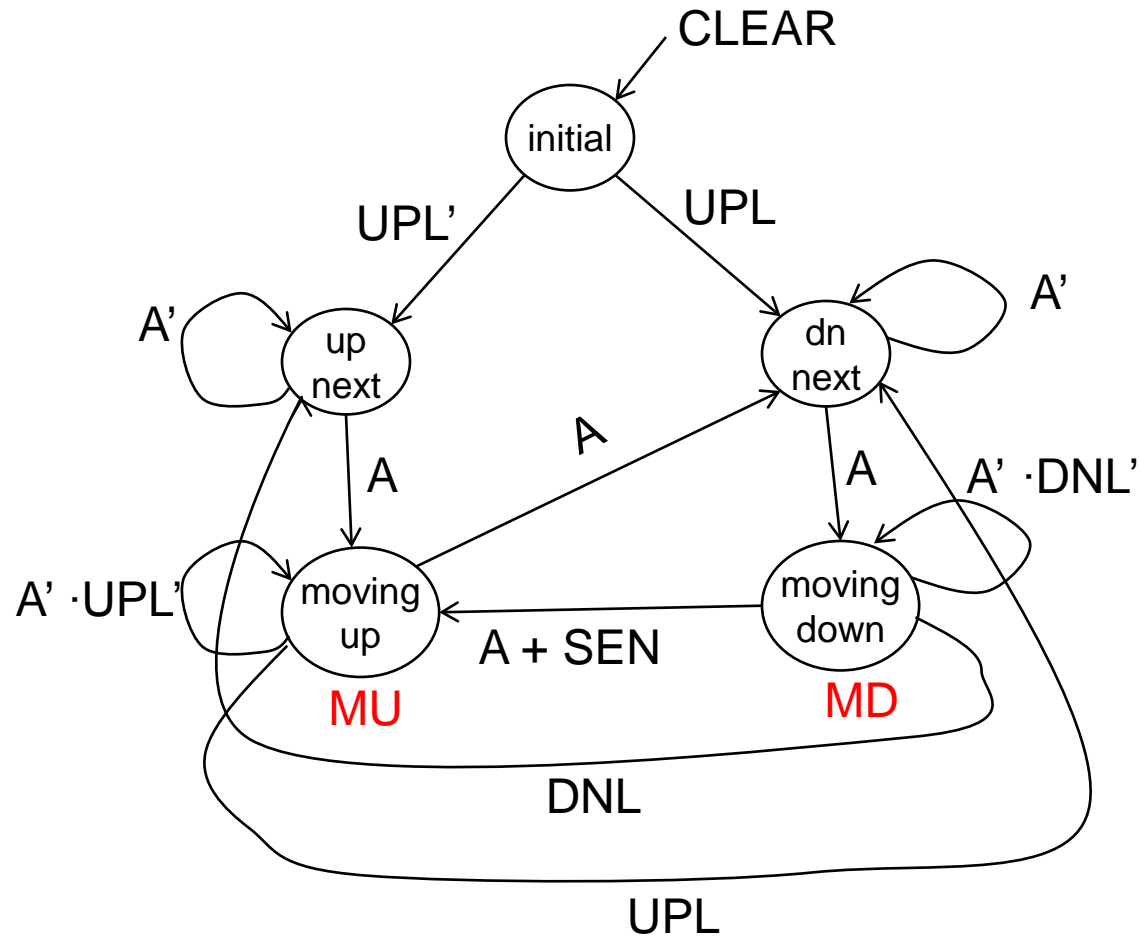 CLEAR
initial
UPL’
UPL
A’
up
next
dn
next
A’
A
A
A
A’ ·DNL’
A’ ·UPL’
moving
up
A + SEN
moving
down
MU
MD
DNL
UPL